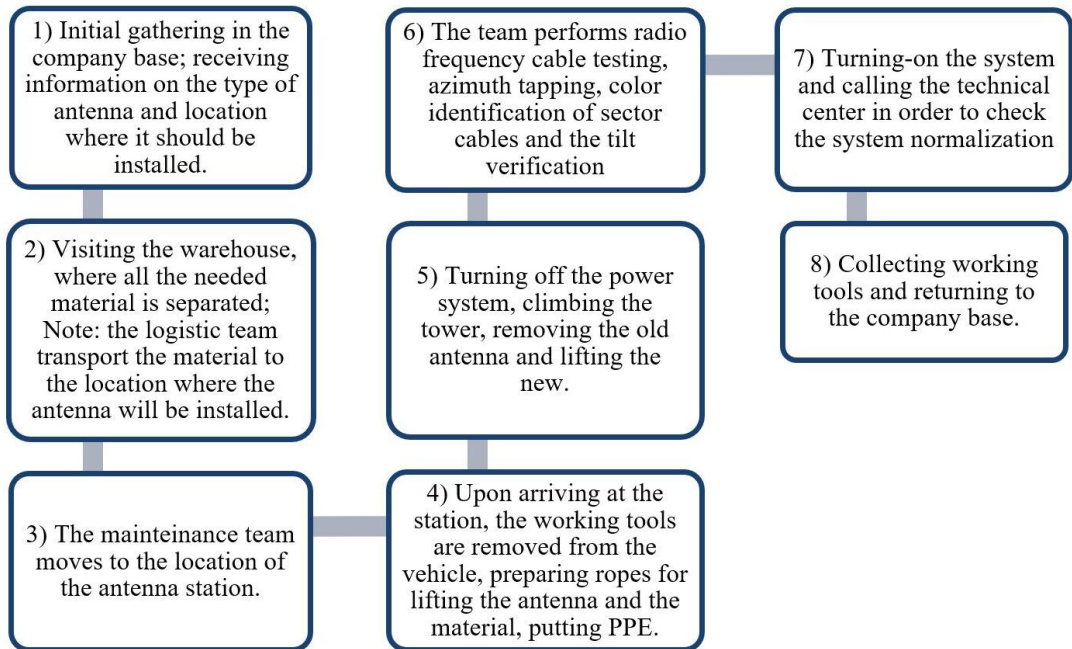 1) Initial gathering in the
company base; receiving
information on the type of
antenna and location
where it should be
installed.
2) Visiting the warehouse,
where all the needed
material is separated;
Note: the logistic team
transport the material to
the location where the
antenna will be installed.
3) The mainteinance team
moves to the location of
the antenna station.
4) Upon arriving at the
station, the working tools
are removed from the
vehicle, preparing ropes for
lifting the antenna and the
material, putting PPE.
5) Turning off the power
system, climbing the
tower, removing the old
antenna and lifting the
new.
6) The team performs radio
frequency cable testing,
azimuth tapping, color
identification of sector
cables and the tilt
verification
7) Turning-on the system
and calling the technical
center in order to check
the system normalization
8) Collecting working
tools and returning to
the company base.